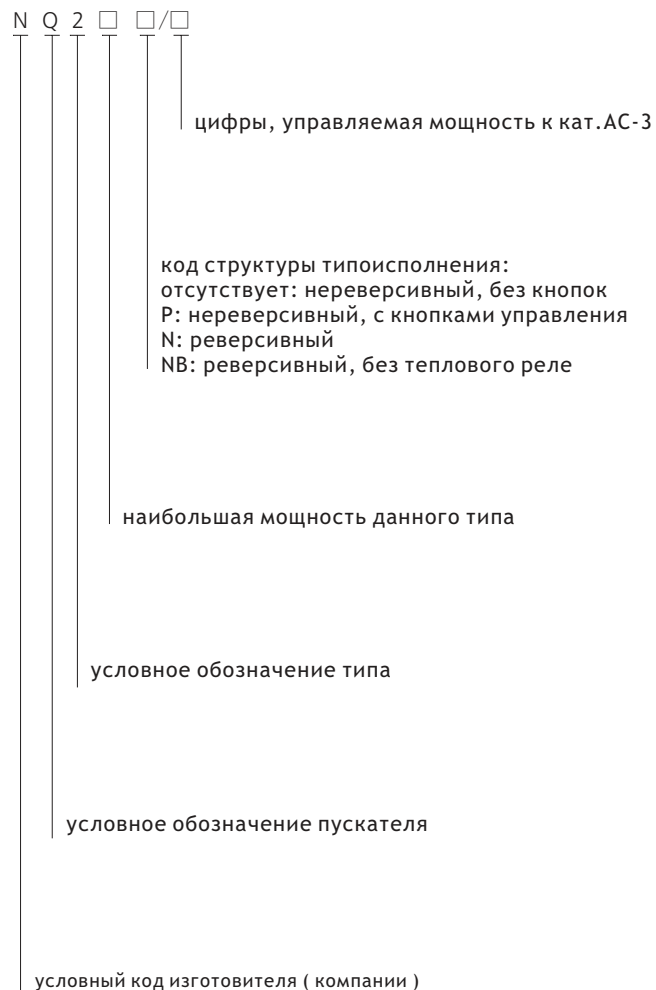 N Q 2 □ □/□
цифры, управляемая мощность к кат.AC-3
код структуры типоисполнения:
отсутствует: нереверсивный, без кнопок
P: нереверсивный, с кнопками управления
N: реверсивный
NB: реверсивный, без теплового реле
наибольшая мощность данного типа
условное обозначение типа
условное обозначение пускателя
условный код изготовителя ( компании )